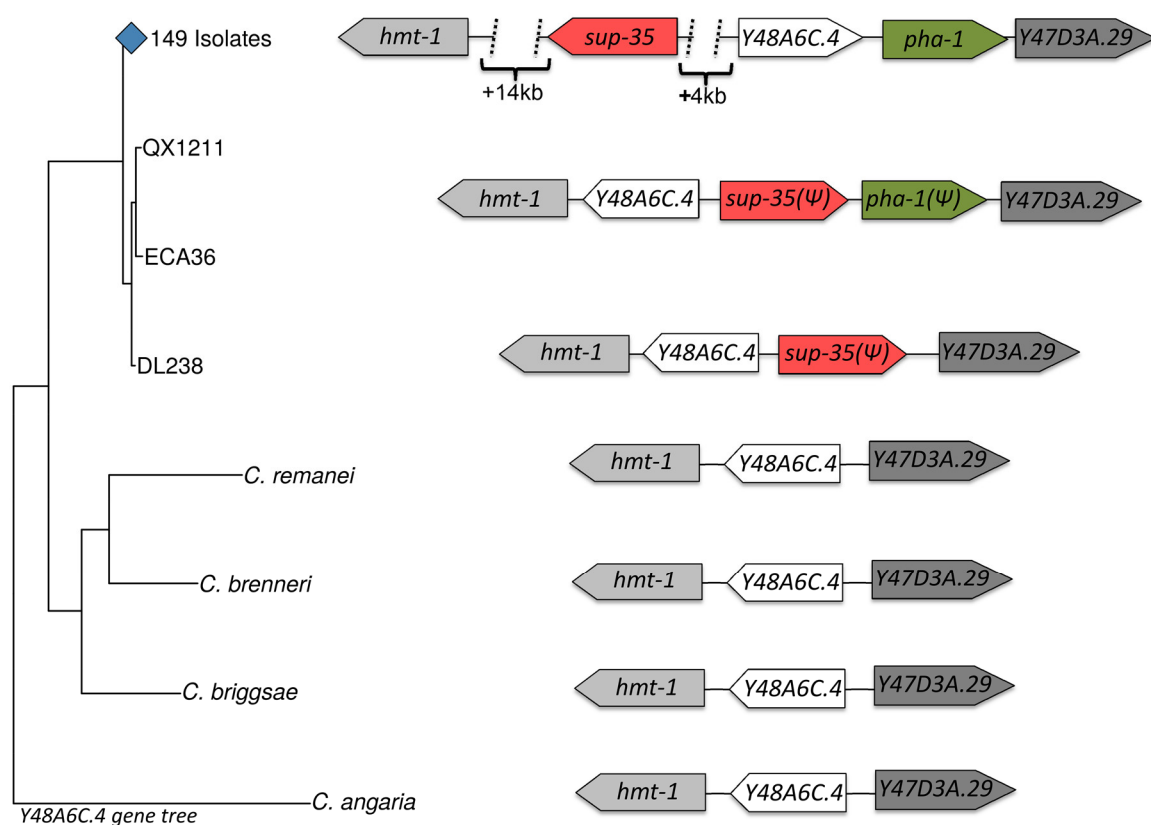 149 Isolates
hmt-1 sup-35 Y48A6C.4 pha-1 Y47D3A.29
+14kb +4kb
QX1211
hmt-1 Y48A6C.4 sup-35(Ψ) pha-1(Ψ) Y47D3A.29
ECA36
DL238
hmt-1 Y48A6C.4 sup-35(Ψ) Y47D3A.29
C. remanei
hmt-1 Y48A6C.4 Y47D3A.29
C. brenneri
hmt-1 Y48A6C.4 Y47D3A.29
C. briggsae
hmt-1 Y48A6C.4 Y47D3A.29
C. angaria
hmt-1 Y48A6C.4 Y47D3A.29
Y48A6C.4 gene tree